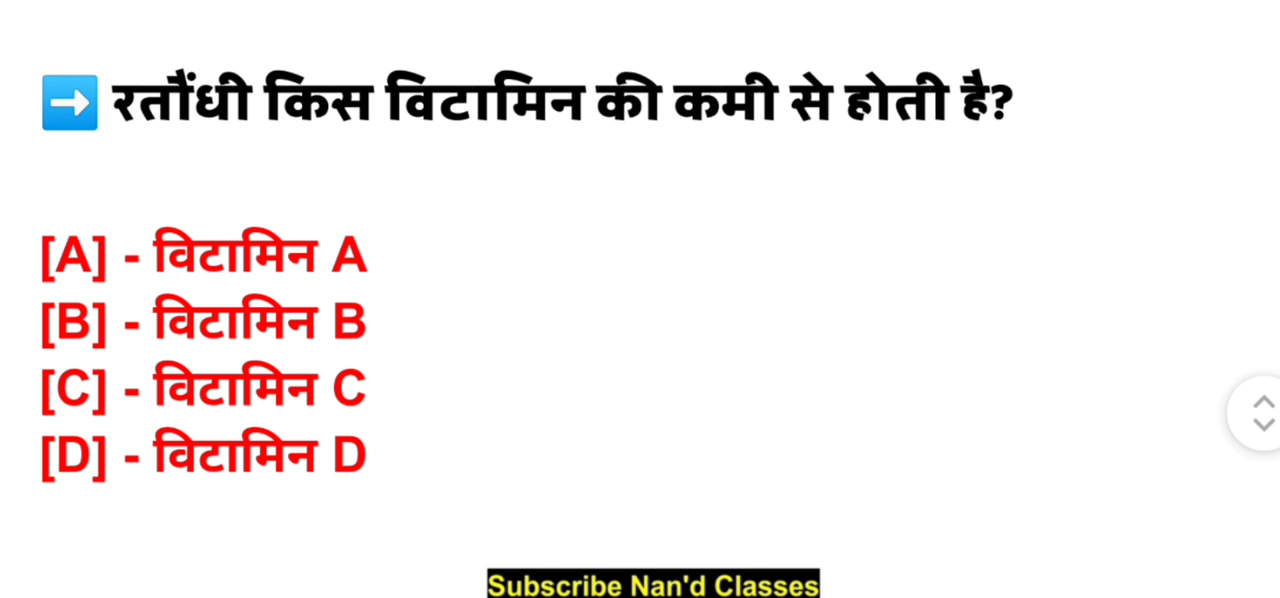 ➡️ रतौंधी किस विटामिन की कमी से होती है?
[A] - विटामिन A
[B] - विटामिन B
[C] - विटामिन C
[D] - विटामिन D
Subscribe Nan'd Classes